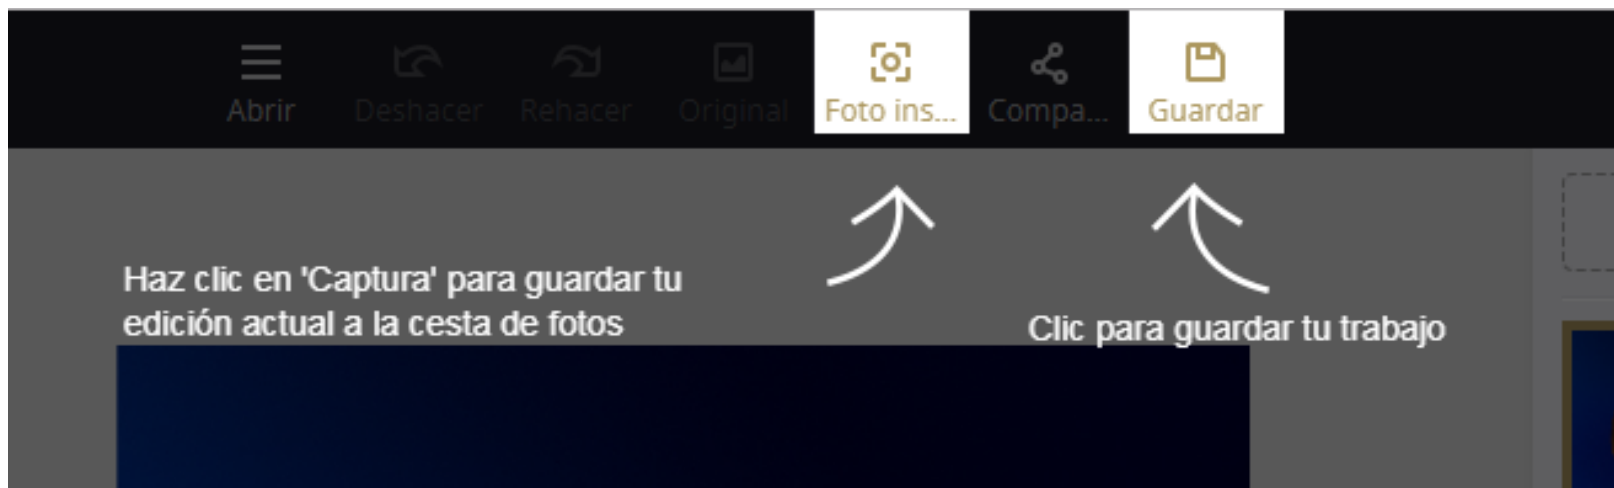 Abrir Deshacer Rehacer Original Foto ins... Compa... Guardar
Haz clic en 'Captura' para guardar tu
edición actual a la cesta de fotos
Clic para guardar tu trabajo